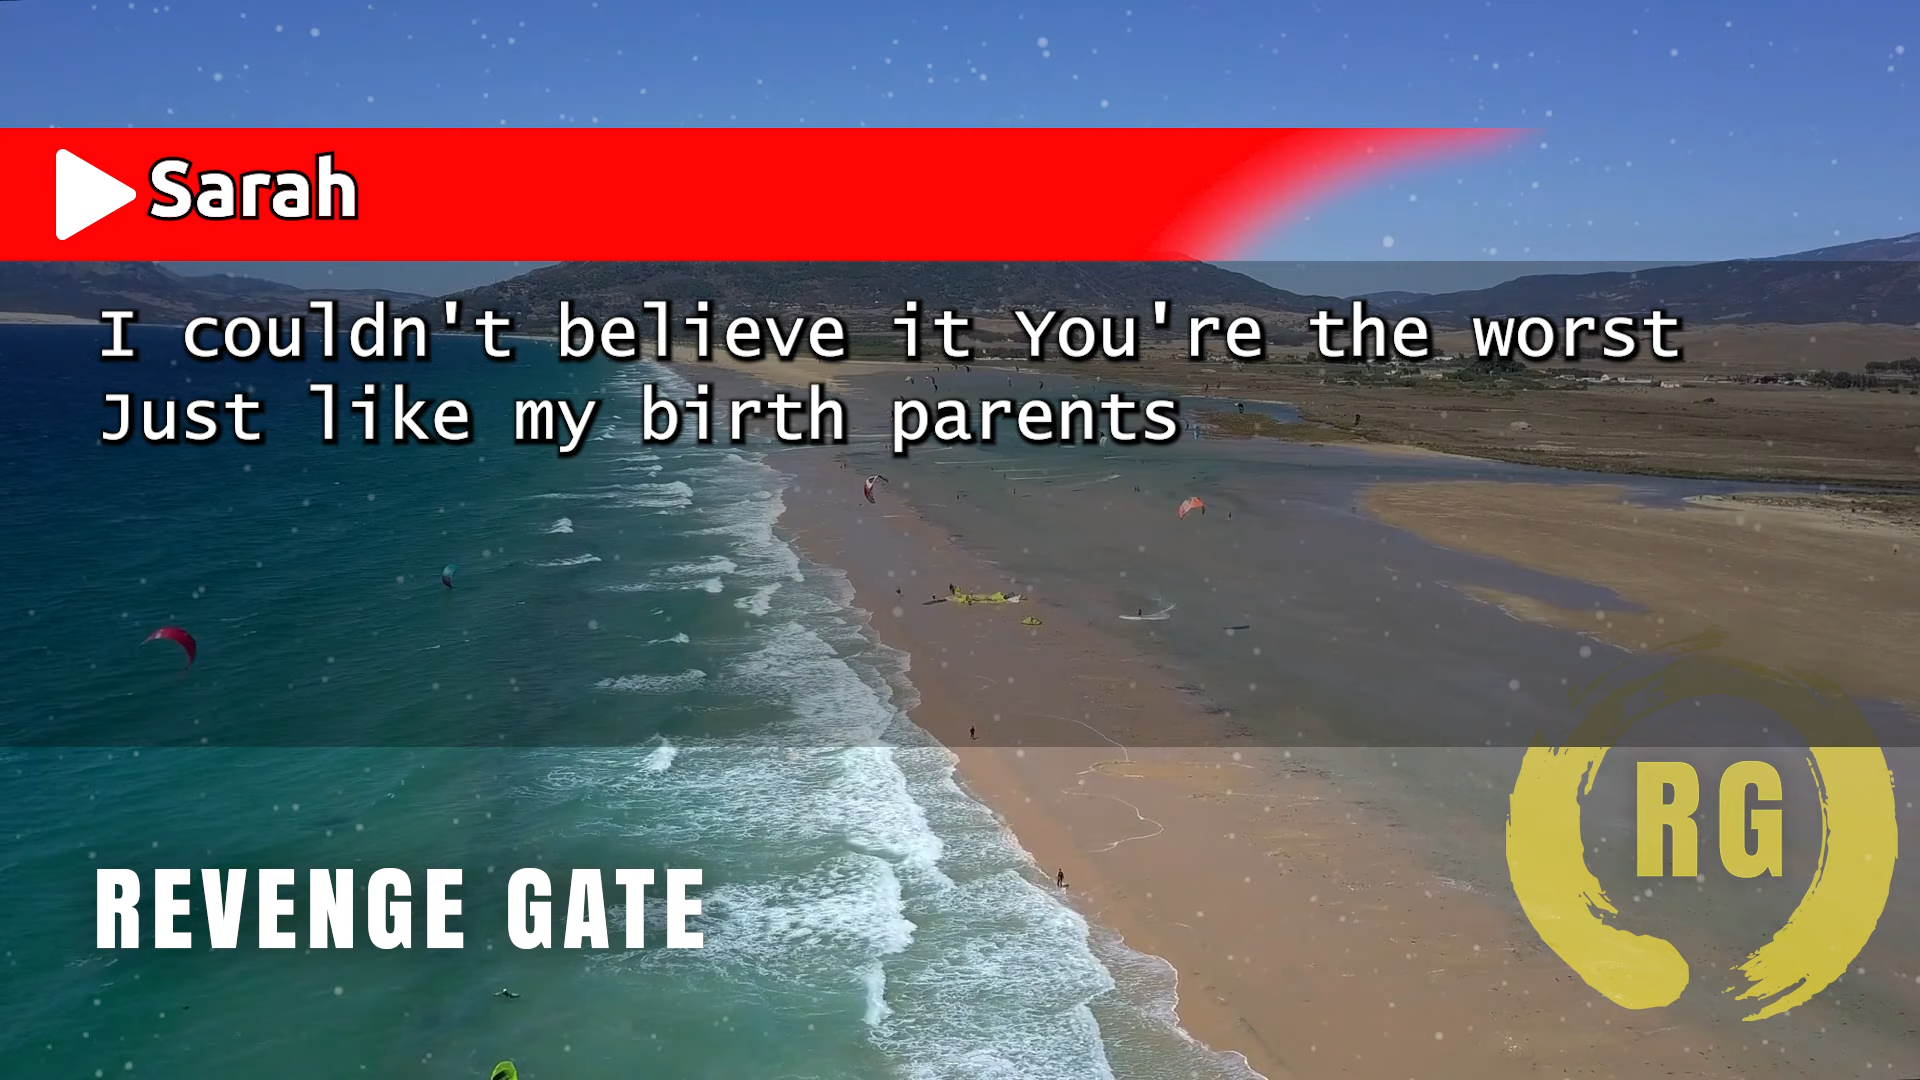 Sarah
I couldn't believe it You're the worst
Just like my birth parents
RG
REVENGE GATE